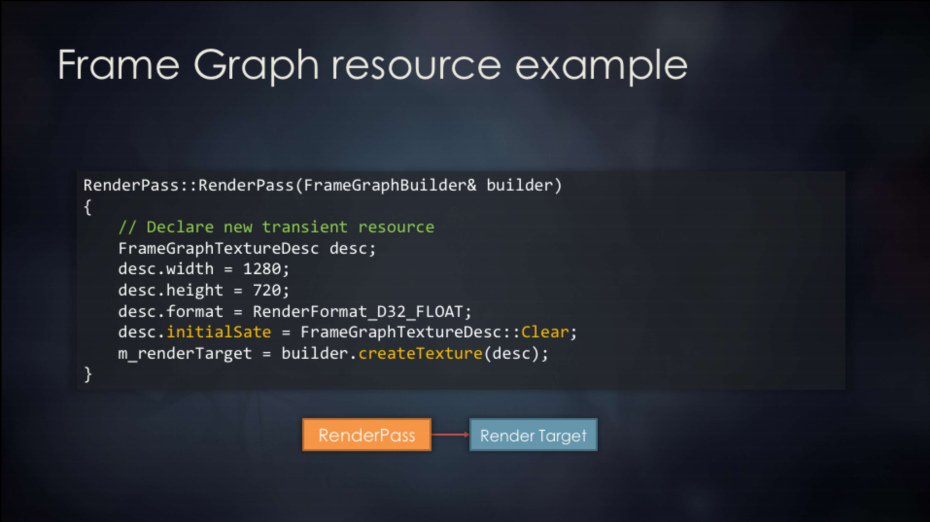 Frame Graph resource example
RenderPass::RenderPass(FrameGraphBuilder& builder)
{
    // Declare new transient resource
    FrameGraphTextureDesc desc;
    desc.width = 1280;
    desc.height = 720;
    desc.format = RenderFormat_D32_FLOAT;
    desc.initialSate = FrameGraphTextureDesc::Clear;
    m_renderTarget = builder.createTexture(desc);
}
RenderPass
Render Target